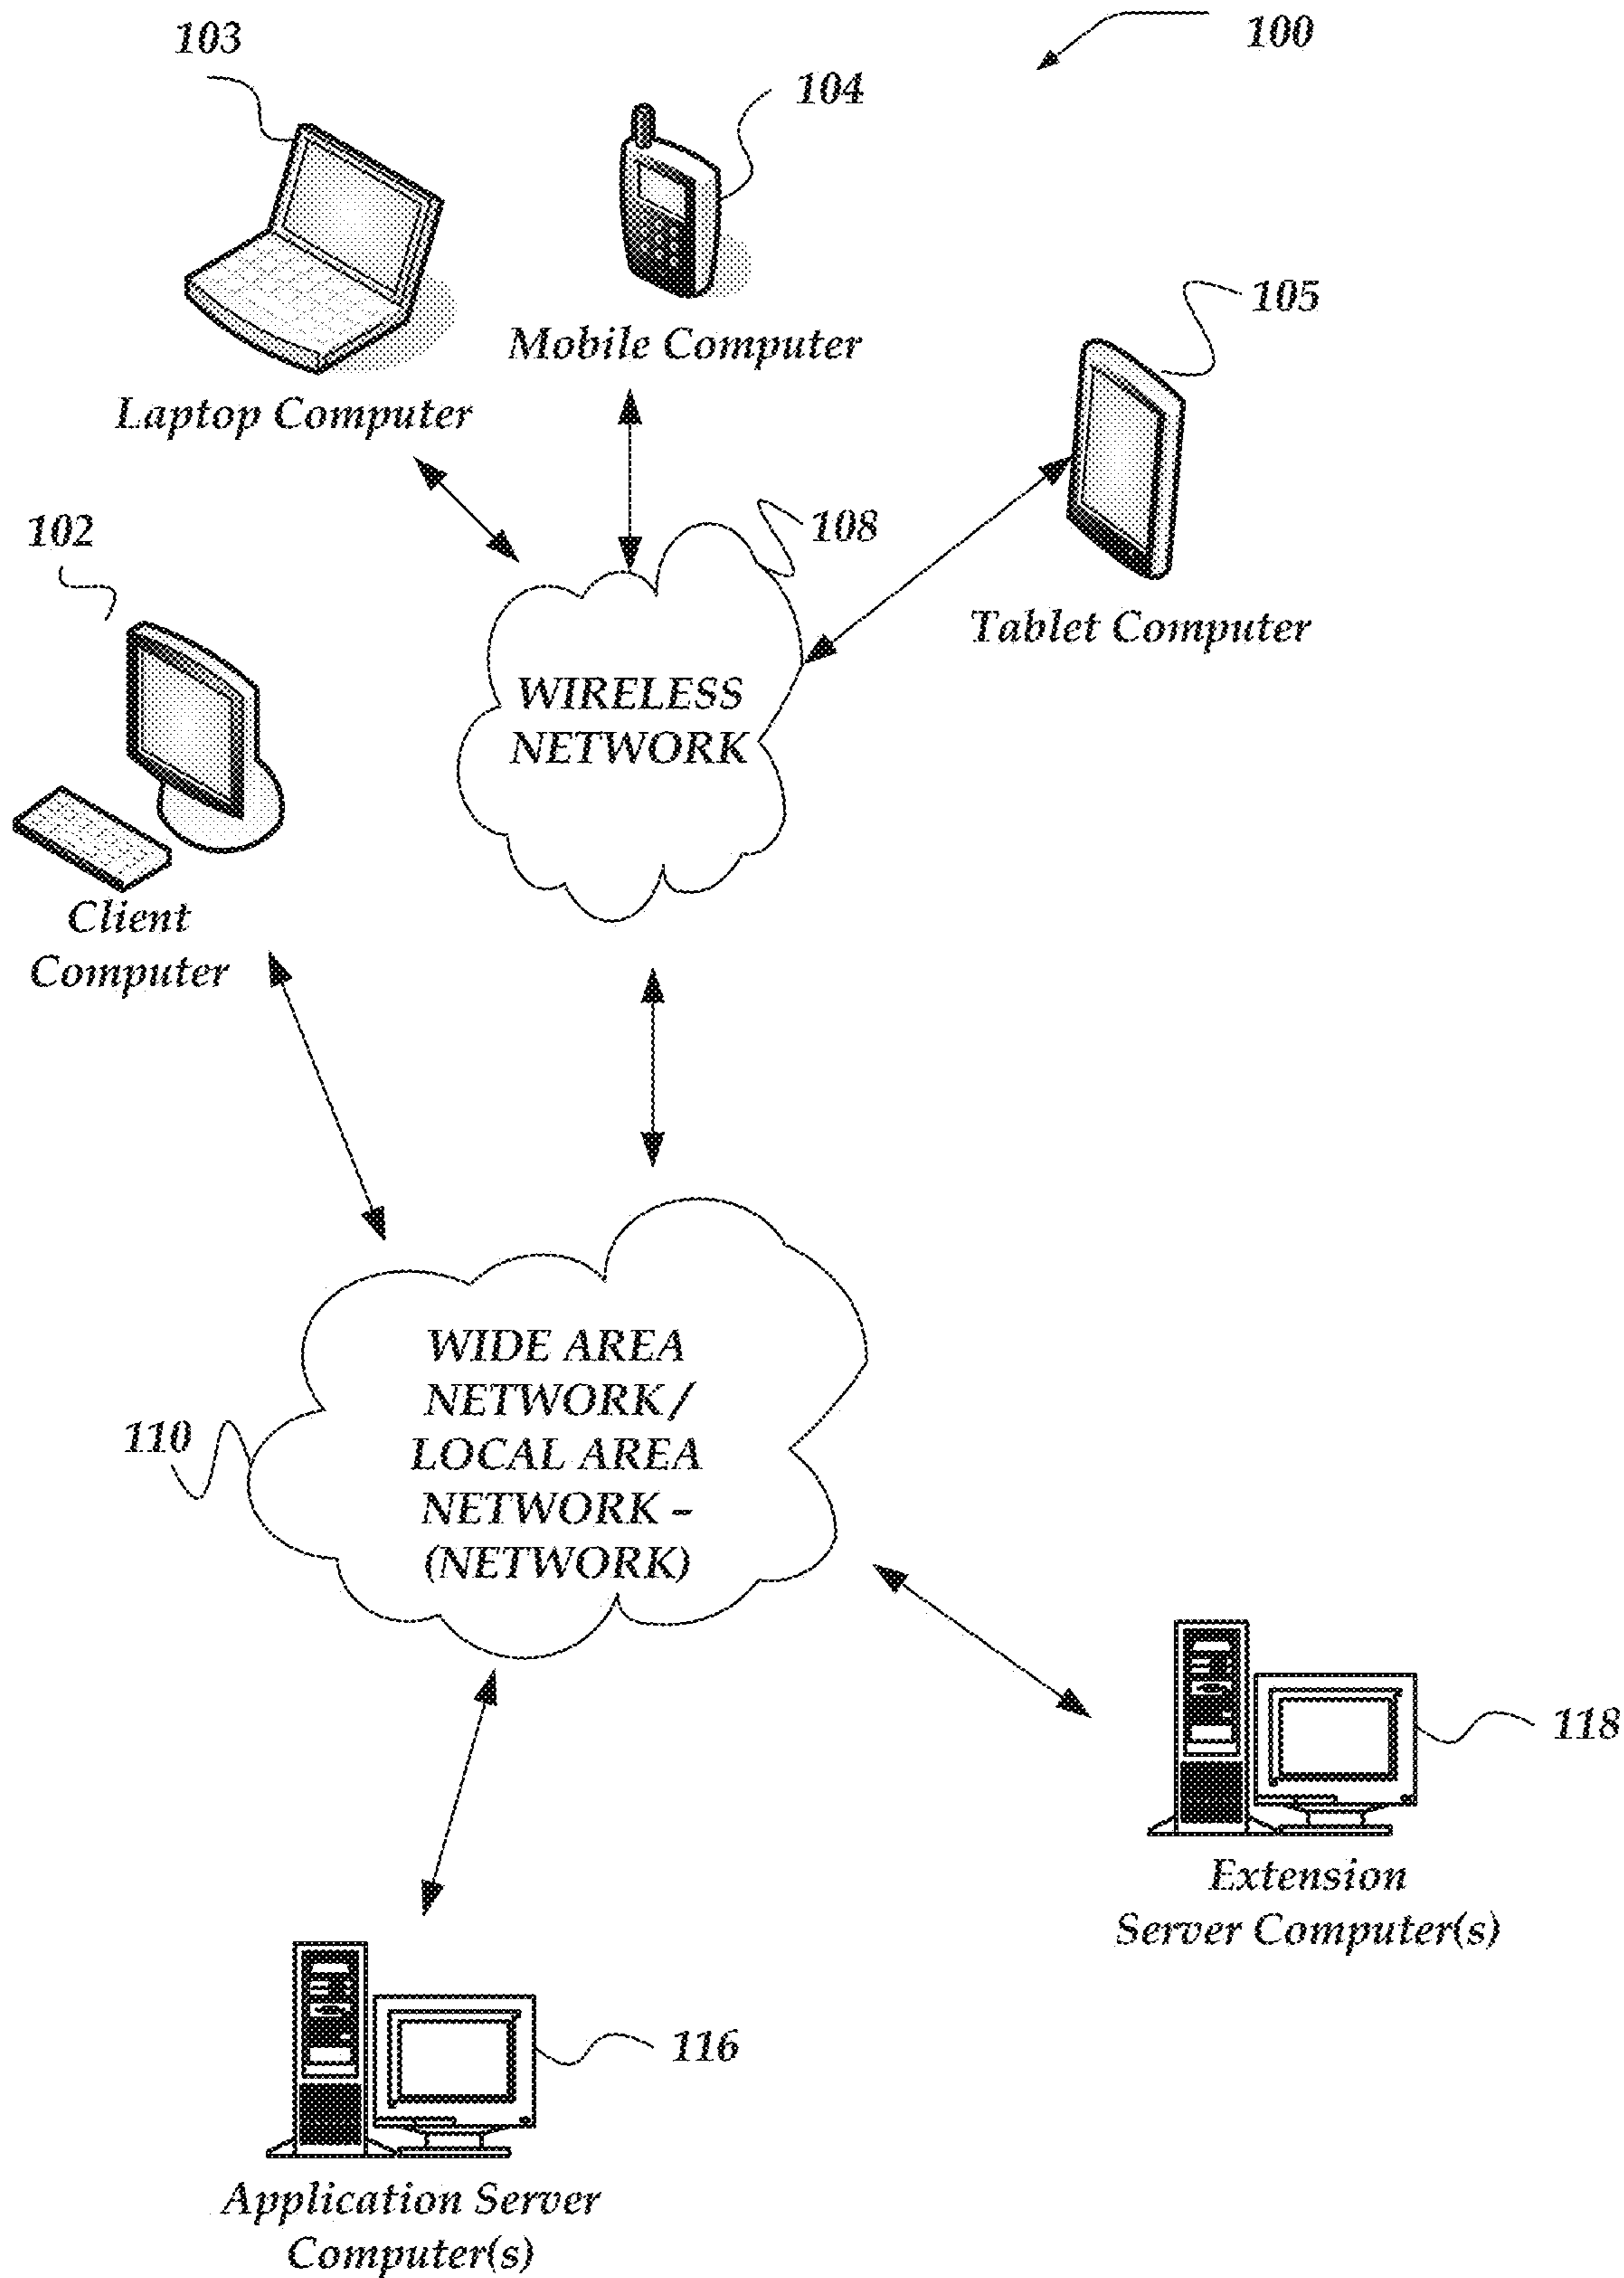 103
100
104
105
Mobile Computer
Laptop Computer
108
102
Tablet Computer
WIRELESS
NETWORK
Client
Computer
WIDE AREA
NETWORK /
LOCAL AREA
NETWORK –
(NETWORK)
110
118
Extension
Server Computer(s)
116
Application Server
Computer(s)